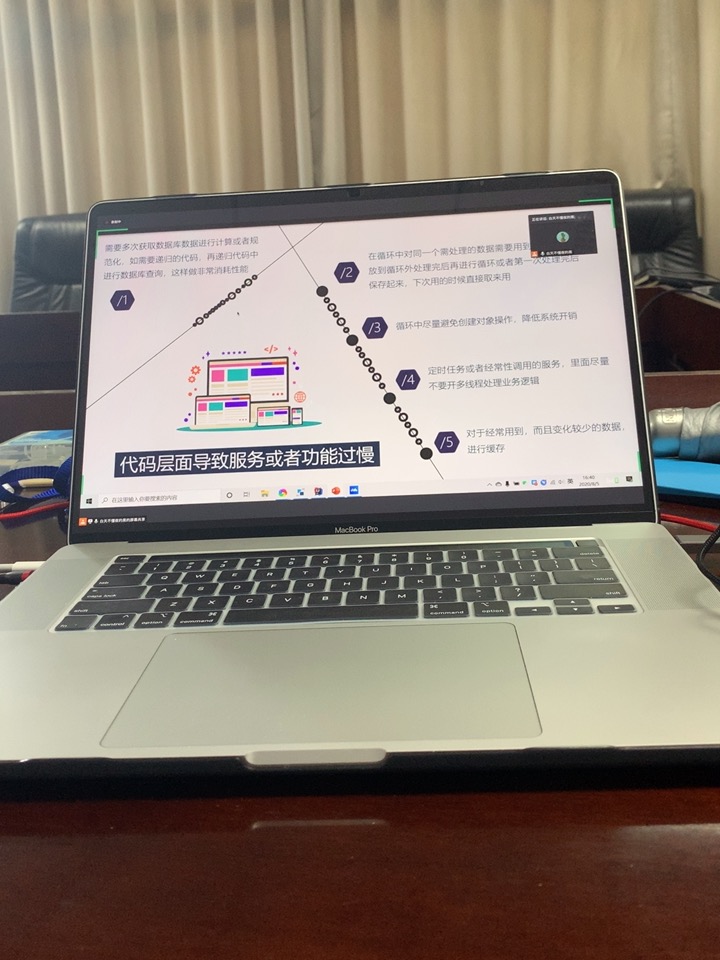 需要多次获取数据库数据进行计算或者规
范化，如需要递归的代码，再递归代码中
进行数据库查询，这样做非常消耗性能
/1
/2
在循环中对同一个需处理的数据需要用到
放到循环外处理完后再进行循环或者第一次处理完后
保存起来，下次用的时候直接取来用
/3
循环中尽量避免创建对象操作，降低系统开销
/4
定时任务或者经常性调用的服务，里面尽量
不要开多线程处理业务逻辑
/5
对于经常用到，而且变化较少的数据，
进行缓存
</>
代码层面导致服务或者功能过慢
在这里输入你要搜索的内容
16:40
2020/6/5
MacBook Pro
esc
delete
tab
Q W E R T Y U I O P
return
A S D F G H J K L
shift
Z X C V B N M
shift
fn
control
option
command
command
option